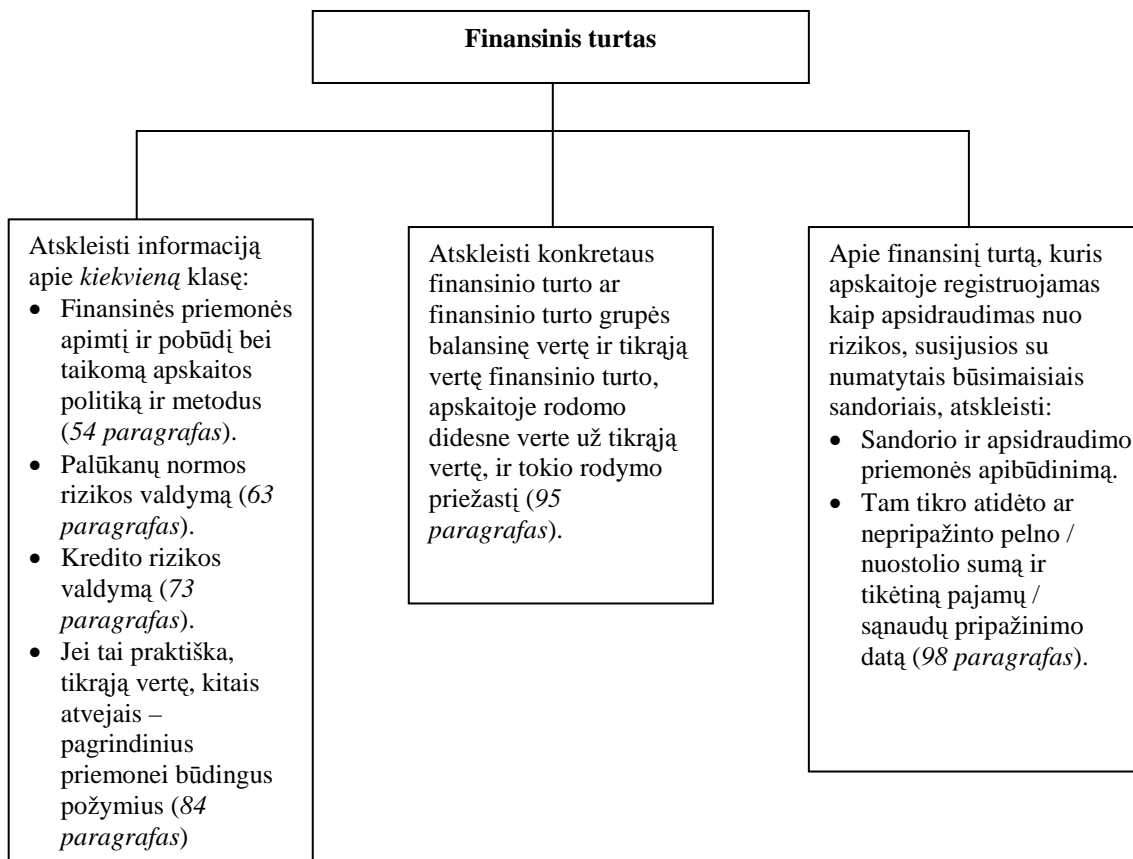 Finansinis turtas
Atskleisti informaciją
apie kiekvieną klasę:
• Finansinės priemonės
apimtį ir pobūdį bei
taikomą apskaitos
politiką ir metodus
(54 paragrafas).
• Palūkanų normos
rizikos valdymą (63
paragrafas).
• Kredito rizikos
valdymą (73
paragrafas).
• Jei tai praktiška,
tikrąją vertę, kitais
atvejais –
pagrindinius
priemonei būdingus
požymius (84
paragrafas)
Atskleisti konkretaus
finansinio turto ar
finansinio turto grupės
balansinę vertę ir tikrąją
vertę finansinio turto,
apskaitoje rodomo
didesne verte už tikrąją
vertę, ir tokio rodymo
priežastį (95
paragrafas).
Apie finansinį turtą, kuris
apskaitoje registruojamas
kaip apsidraudimas nuo
rizikos, susijusios su
numatytais būsimaisiais
sandoriais, atskleisti:
• Sandorio ir apsidraudimo
priemonės apibūdinimą.
• Tam tikro atidėto ar
nepripažinto pelno /
nuostolio sumą ir
tikėtiną pajamų /
sąnaudų pripažinimo
datą (98 paragrafas).